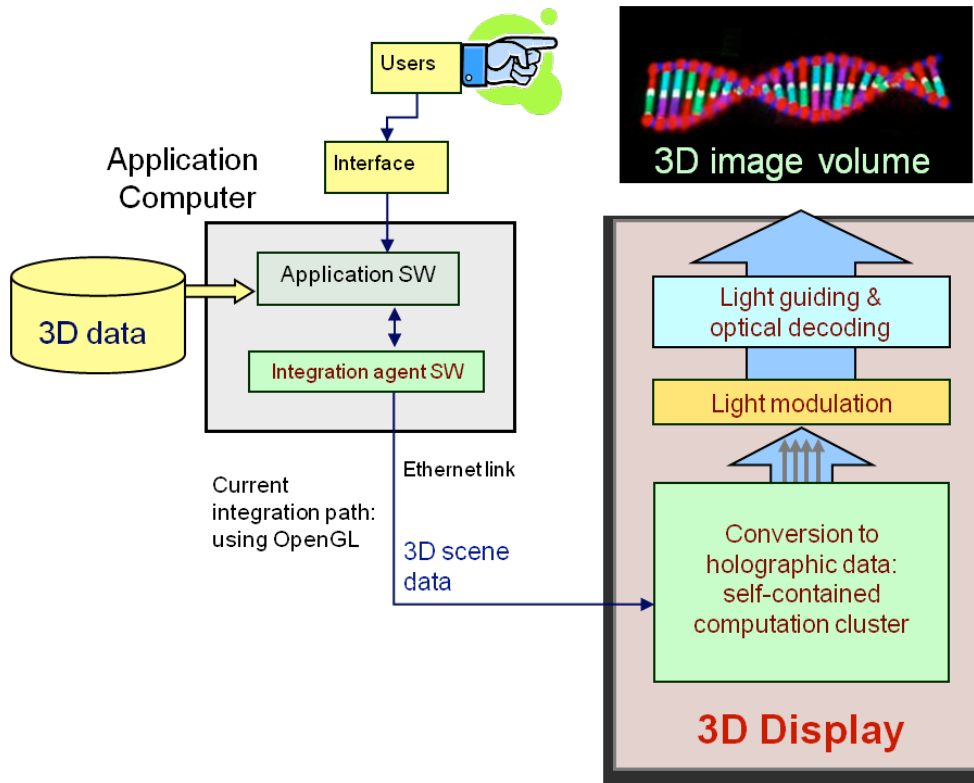 Users
Interface
Application
Computer
Application SW
3D data
Integration agent SW
Ethernet link
Current
integration path:
using OpenGL
3D scene
data
3D image volume
Light guiding &
optical decoding
Light modulation
Conversion to
holographic data:
self-contained
computation cluster
3D Display